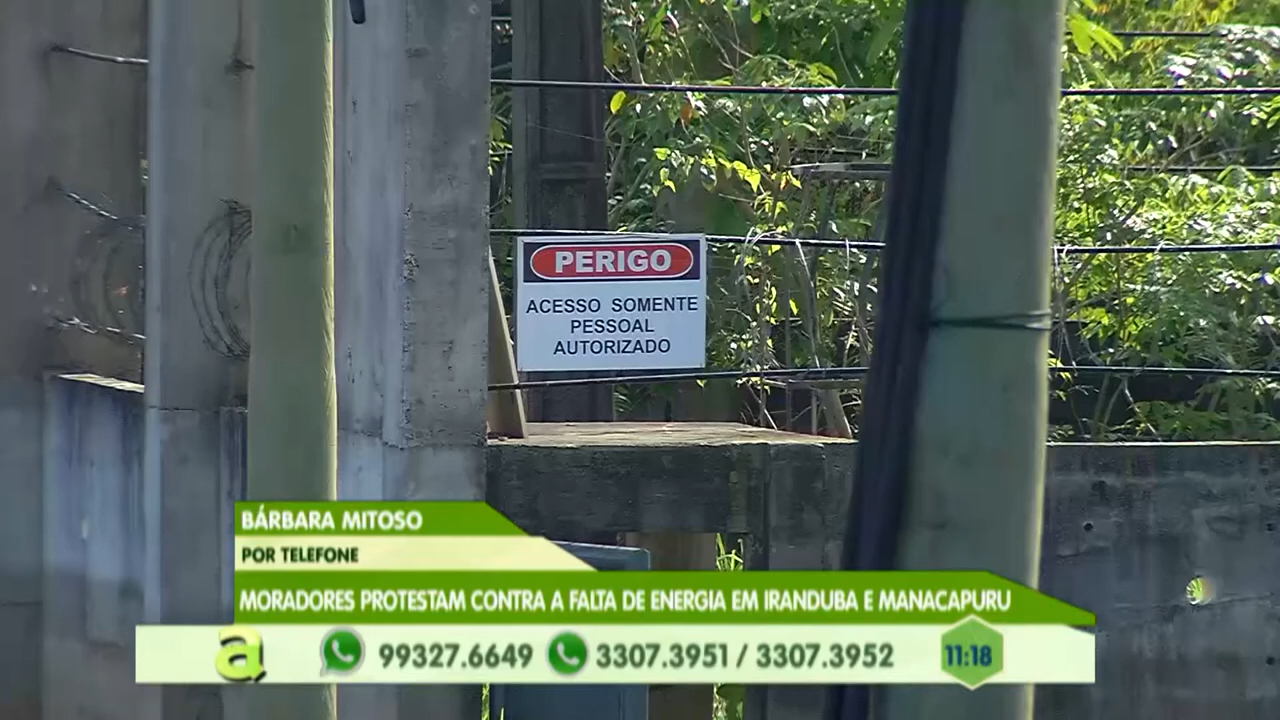 PERIGO
ACESSO SOMENTE
PESSOAL
AUTORIZADO
BÁRBARA MITOSO
POR TELEFONE
MORADORES PROTESTAM CONTRA A FALTA DE ENERGIA EM IRANDUBA E MANACAPURU
a 99327.6649 3307.3951 / 3307.3952 11:18